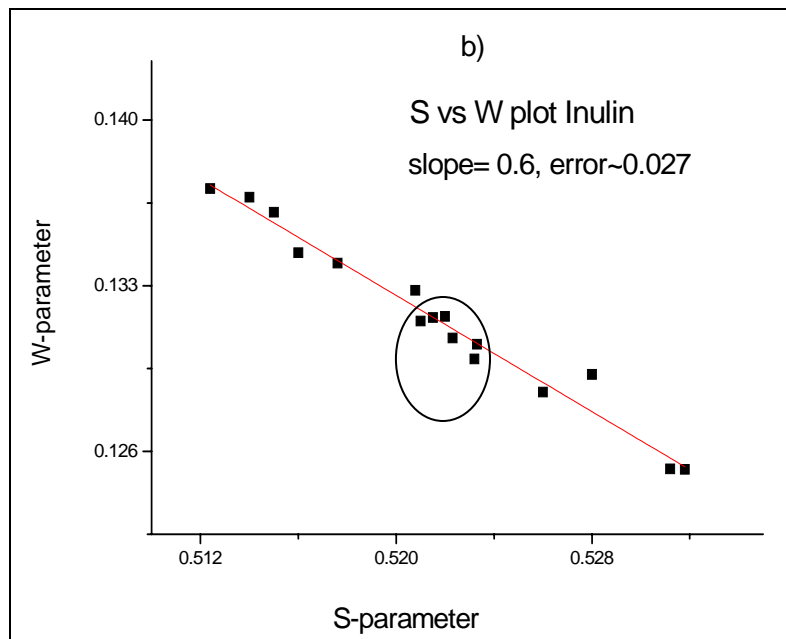 b)
S vs W plot Inulin
slope= 0.6, error~0.027
0.140
0.133
0.126
W-parameter
0.512 0.520 0.528
S-parameter